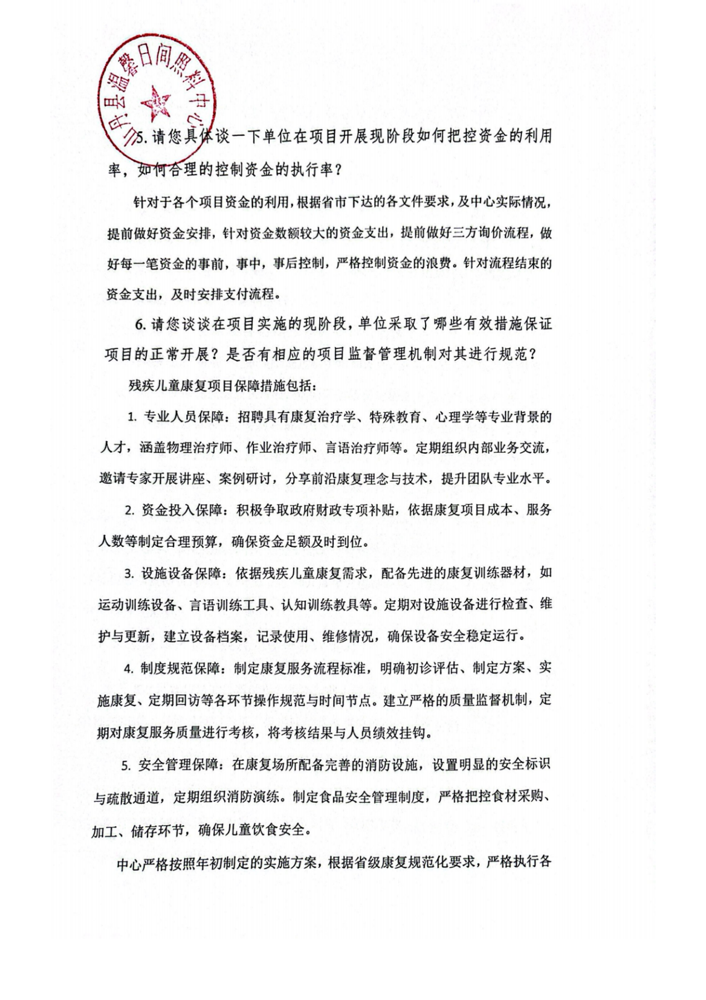 山丹县温馨日间照料中心
5.请您具体谈一下单位在项目开展现阶段如何把控资金的利用
率，如何合理的控制资金的执行率？
针对于各个项目资金的利用,根据省市下达的各文件要求,及中心实际情况,
提前做好资金安排，针对资金数额较大的资金支出，提前做好三方询价流程，做
好每一笔资金的事前，事中，事后控制，严格控制资金的浪费。针对流程结束的
资金支出，及时安排支付流程。
6.请您谈谈在项目实施的现阶段，单位采取了哪些有效措施保证
项目的正常开展？是否有相应的项目监督管理机制对其进行规范？
残疾儿童康复项目保障措施包括：
1. 专业人员保障：招聘具有康复治疗学、特殊教育、心理学等专业背景的
人才，涵盖物理治疗师、作业治疗师、言语治疗师等。定期组织内部业务交流，
邀请专家开展讲座、案例研讨，分享前沿康复理念与技术，提升团队专业水平。
2. 资金投入保障：积极争取政府财政专项补贴，依据康复项目成本、服务
人数等制定合理预算，确保资金足额及时到位。
3. 设施设备保障：依据残疾儿童康复需求，配备先进的康复训练器材，如
运动训练设备、言语训练工具、认知训练教具等。定期对设施设备进行检查、维
护与更新，建立设备档案，记录使用、维修情况，确保设备安全稳定运行。
4. 制度规范保障：制定康复服务流程标准，明确初诊评估、制定方案、实
施康复、定期回访等各环节操作规范与时间节点。建立严格的质量监督机制，定
期对康复服务质量进行考核，将考核结果与人员绩效挂钩。
5. 安全管理保障：在康复场所配备完善的消防设施，设置明显的安全标识
与疏散通道，定期组织消防演练。制定食品安全管理制度，严格把控食材采购、
加工、储存环节，确保儿童饮食安全。
中心严格按照年初制定的实施方案，根据省级康复规范化要求，严格执行各